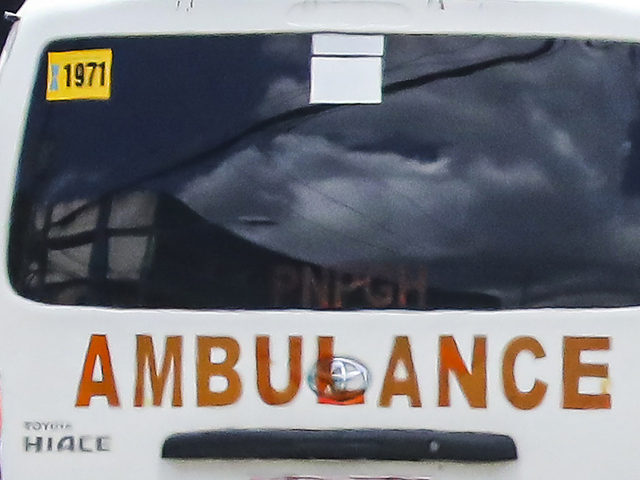 1971
PNPGH
AMBULANCE
TOYOTA
HIACE